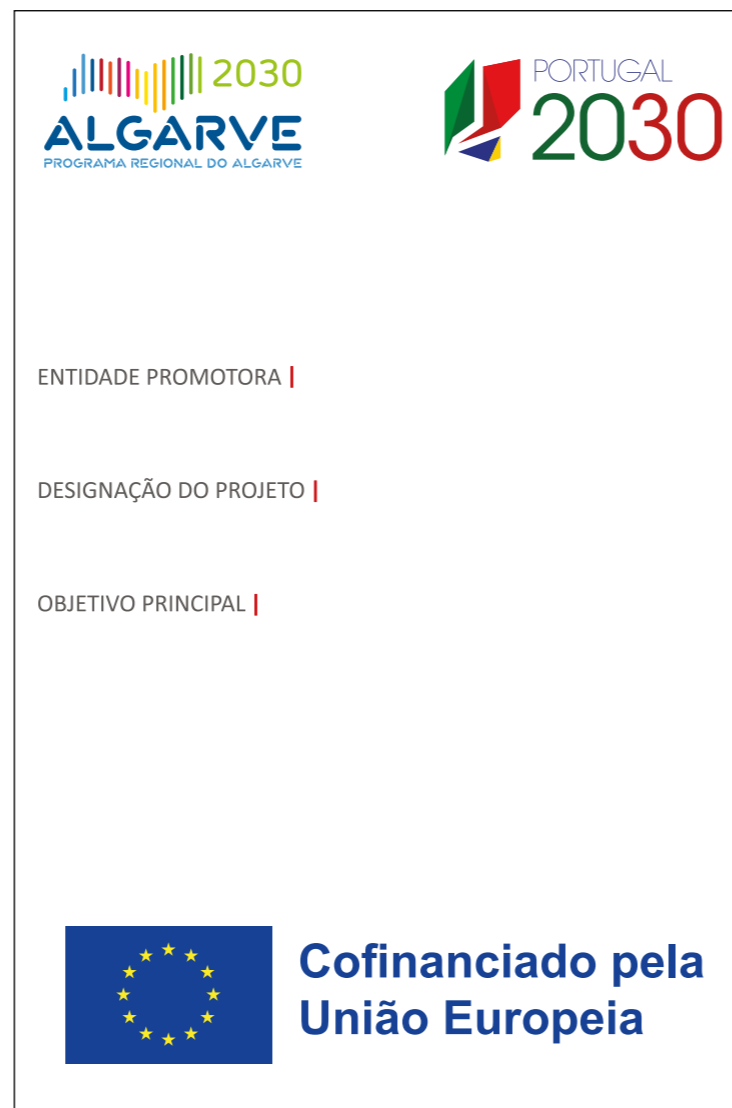 2030
ALGARVE
PROGRAMA REGIONAL DO ALGARVE
PORTUGAL
2030
ENTIDADE PROMOTORA |
DESIGNAÇÃO DO PROJETO |
OBJETIVO PRINCIPAL |
Cofinanciado pela
União Europeia